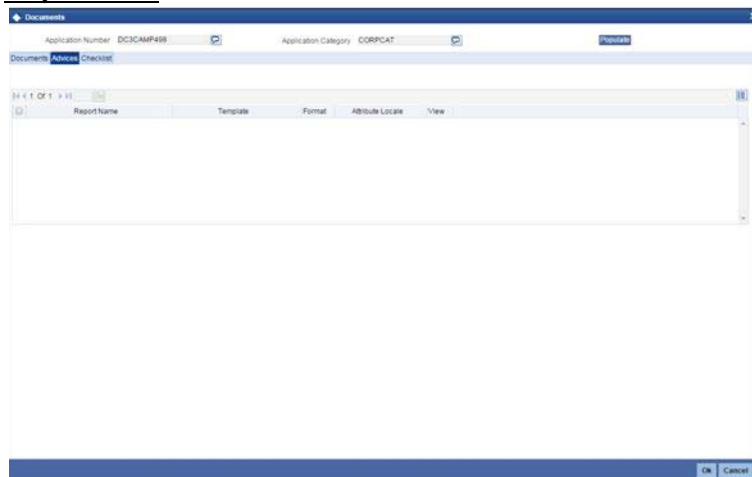 Documents
Application Number DC3CAMP498 Application Category CORPCAT Populate
Documents Advices Checklist
1 Of 1
Report Name Template Format Attribute Locale View
Ok Cancel